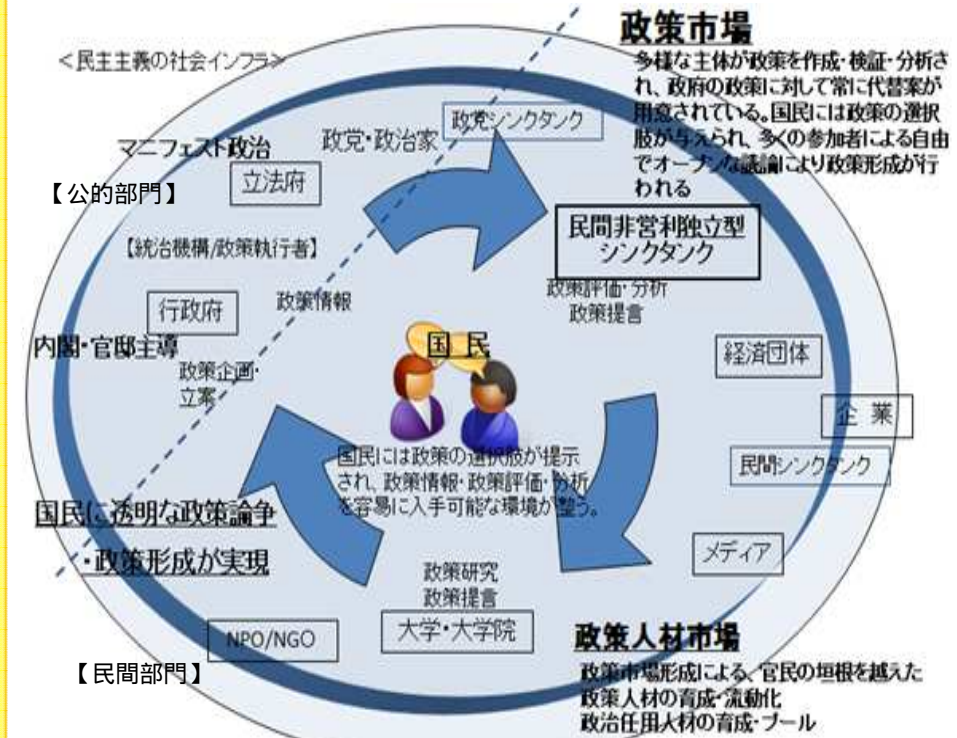 政策市場
<民主主義の社会インフラ>
多様な主体が政策を作成・検証・分析さ
れ、政府の政策に対して常に代替案が
用意されている。国民には政策の選択
肢が与えられ、多くの参加者による自由
でオープンな議論により政策形成が行
われる
政党シンクタンク
政党・政治家
マニフェスト政治
立法府
【公的部門】
民間非営利独立型
シンクタンク
【統治機構/政策執行者】
政策評価・分析
政策提言
行政府
政策情報
国 民
内閣・官邸主導
経済団体
政策企画・
立案
企 業
国民には政策の選択肢が提示
され、政策情報・政策評価・分析
を容易に入手可能な環境が整う。
民間シンクタンク
国民に透明な政策論争
・政策形成が実現
メディア
政策研究
政策提言
大学・大学院
NPO/NGO
政策人材市場
【民間部門】
政策市場形成による、官民の垣根を越えた
政策人材の育成・流動化
政治任用人材の育成・プール